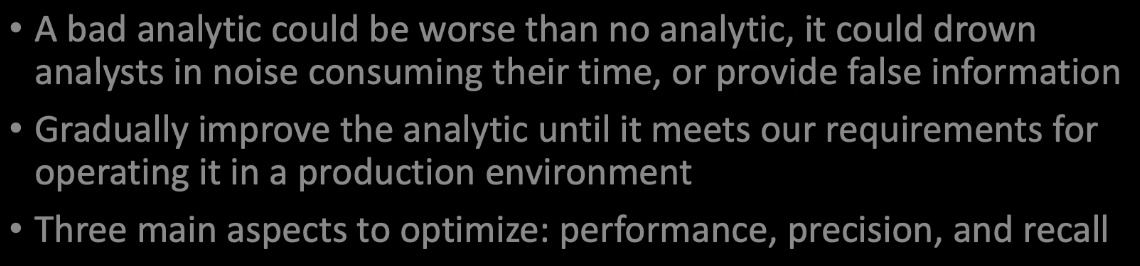 • A bad analytic could be worse than no analytic, it could drown
analysts in noise consuming their time, or provide false information
• Gradually improve the analytic until it meets our requirements for
operating it in a production environment
• Three main aspects to optimize: performance, precision, and recall